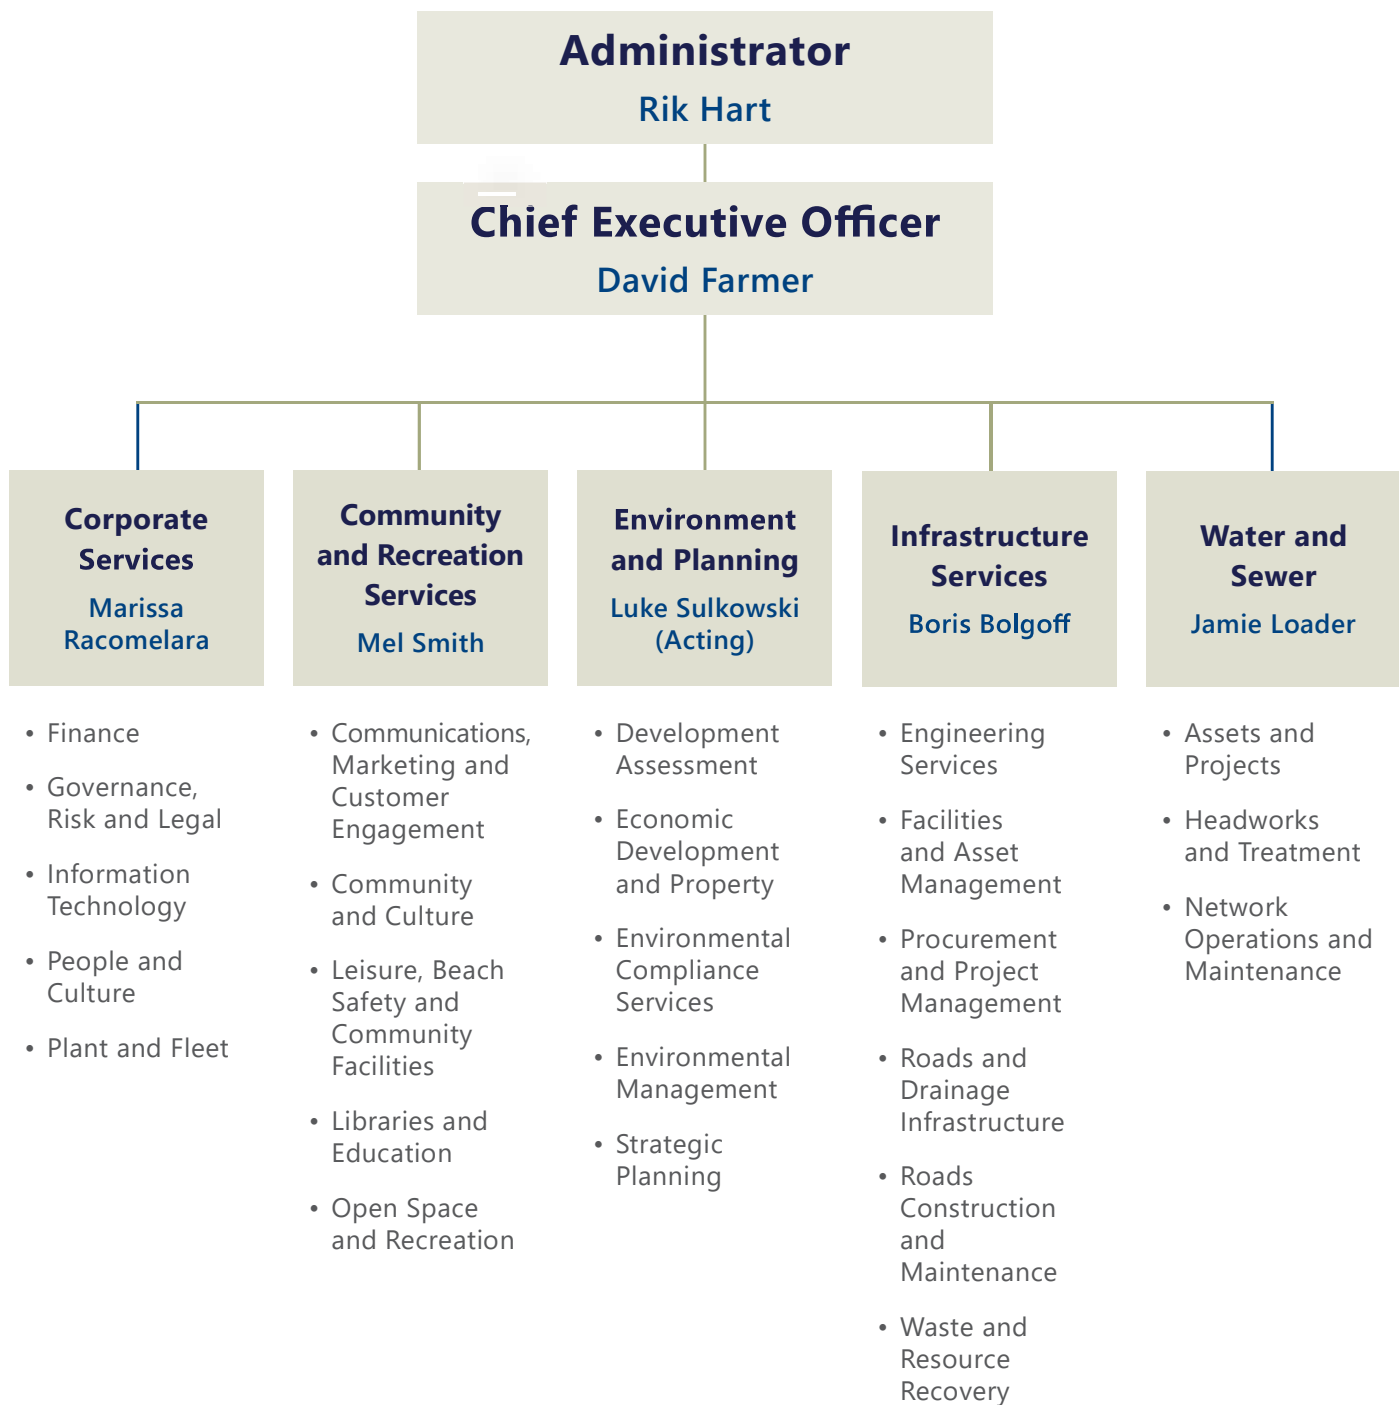 Administrator
Rik Hart
Chief Executive Officer
David Farmer
Corporate
Services
Marissa
Racomelara
• Finance
• Governance,
Risk and Legal
• Information
Technology
• People and
Culture
• Plant and Fleet
Community
and Recreation
Services
Mel Smith
• Communications,
Marketing and
Customer
Engagement
• Community
and Culture
• Leisure, Beach
Safety and
Community
Facilities
• Libraries and
Education
• Open Space
and Recreation
Environment
and Planning
Luke Sulkowski
(Acting)
• Development
Assessment
• Economic
Development
and Property
• Environmental
Compliance
Services
• Environmental
Management
• Strategic
Planning
Infrastructure
Services
Boris Bolgoff
• Engineering
Services
• Facilities
and Asset
Management
• Procurement
and Project
Management
• Roads and
Drainage
Infrastructure
• Roads
Construction
and
Maintenance
• Waste and
Resource
Recovery
Water and
Sewer
Jamie Loader
• Assets and
Projects
• Headworks
and Treatment
• Network
Operations and
Maintenance